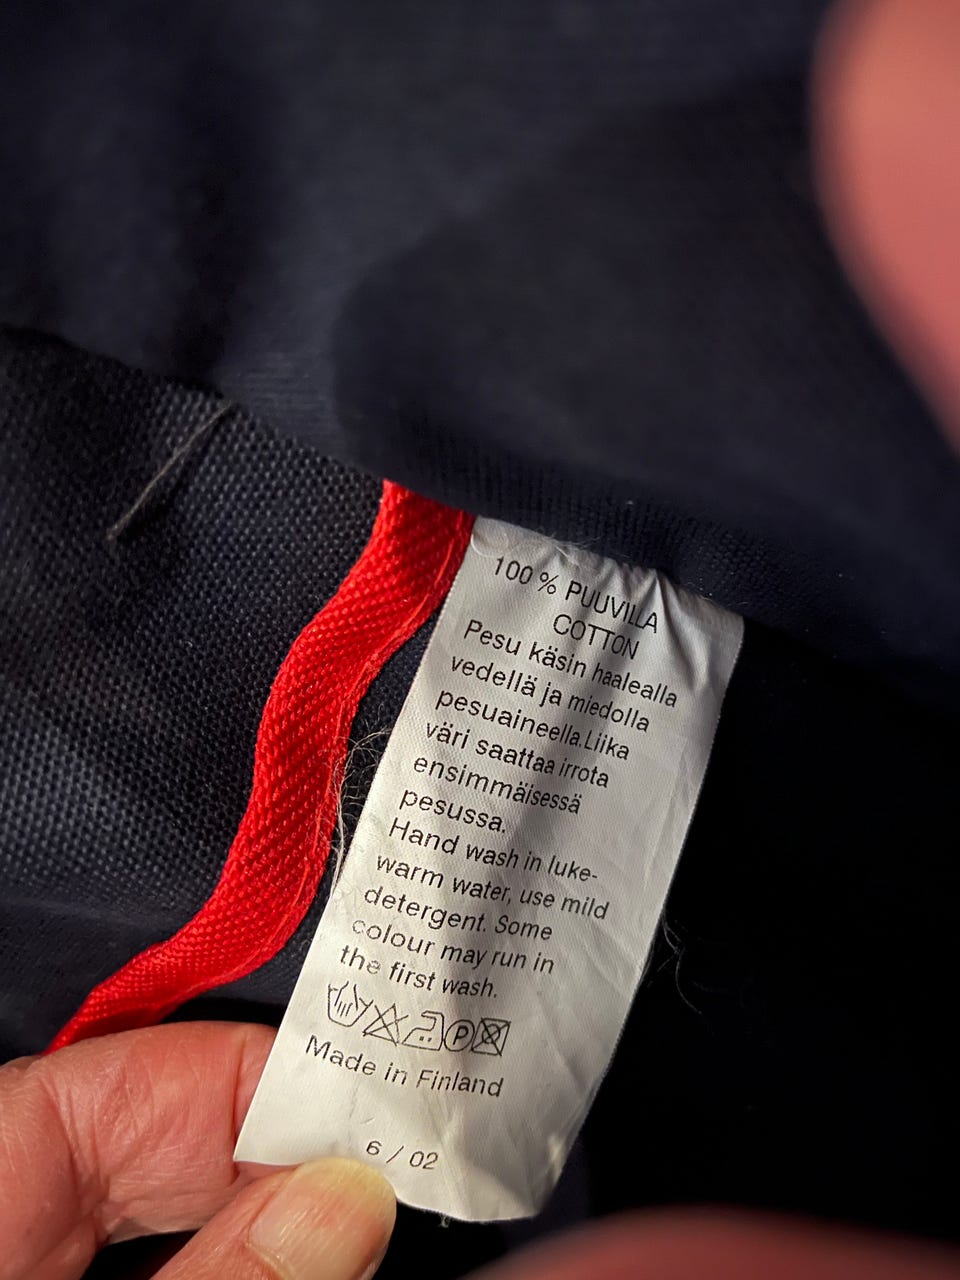 100 % PUUVILLA
COTTON
Pesu käsin haalealla
vedellä ja miedolla
pesuaineella.Liika
väri saattaa irrota
ensimmäisessä
pesussa.
Hand wash in luke-
warm water, use mild
detergent. Some
colour may run in
the first wash.
P
Made in Finland
6 / 02